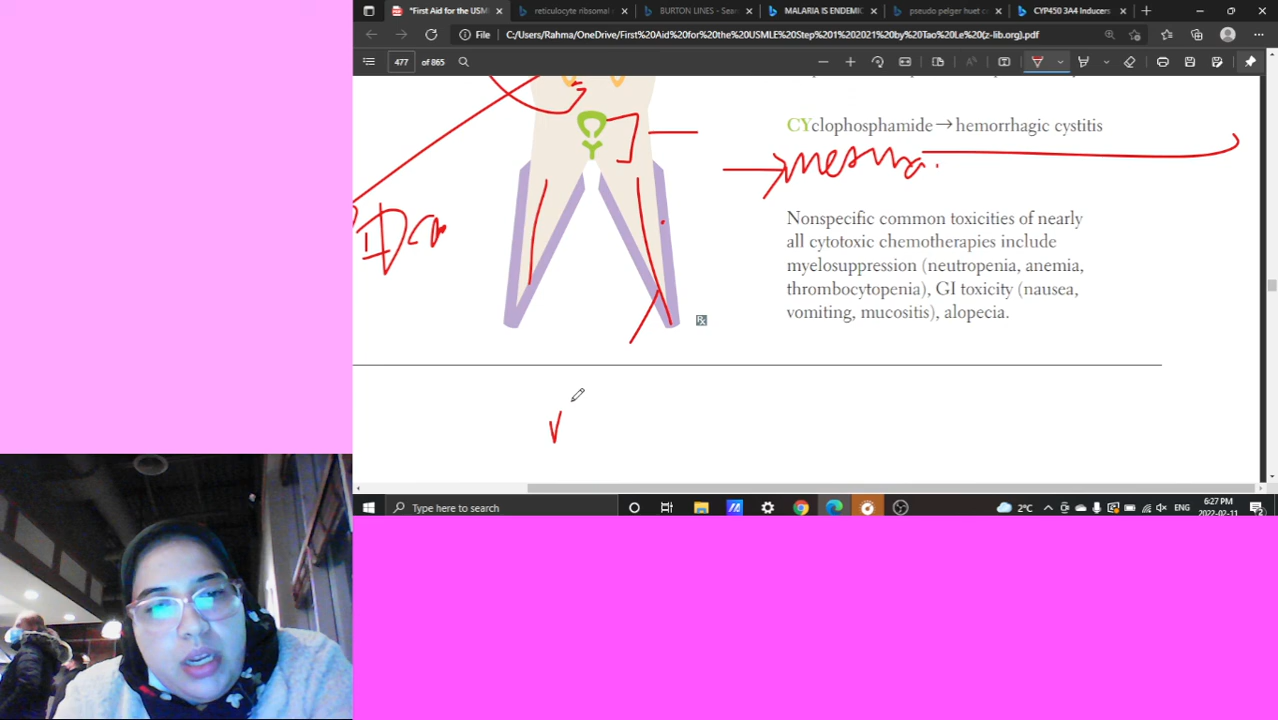 "First Aid for the USML
reticulocyte ribsomal
BURTON LINES - Sear
MALARIA IS ENDEMIC
pseudo pelger huet c
CYP450 3A4 Inducers
File
C:/Users/Rahma/OneDrive/First%20Aid%20for%20the%20USMLE%20Step%201%202021%20by%20Tao%20Le%20(z-lib.org).pdf
477 of 865
CYclophosphamide → hemorrhagic cystitis
mesna.
Nonspecific common toxicities of nearly
all cytotoxic chemotherapies include
myelosuppression (neutropenia, anemia,
thrombocytopenia), GI toxicity (nausea,
vomiting, mucositis), alopecia.
Rx
V
Type here to search
2°C
ENG
6:27 PM
2022-02-11
2